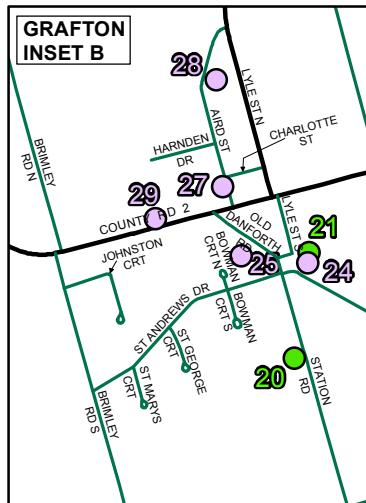 GRAFTON
INSET B
28
LYLE ST N
BRIMLEY
RD N
AIRD ST
HARNDEN
DR
CHARLOTTE
ST
27
29
COUNTY RD 2
OLD
DANFORTH
RD
LYLE ST S
21
JOHNSTON
CRT
BOWMAN
CRT N
25
24
ST ANDREWS DR
BOWMAN
CRT S
ST GEORGE
CRT
20
STATION
RD
ST MARYS
CRT
BRIMLEY
RD S